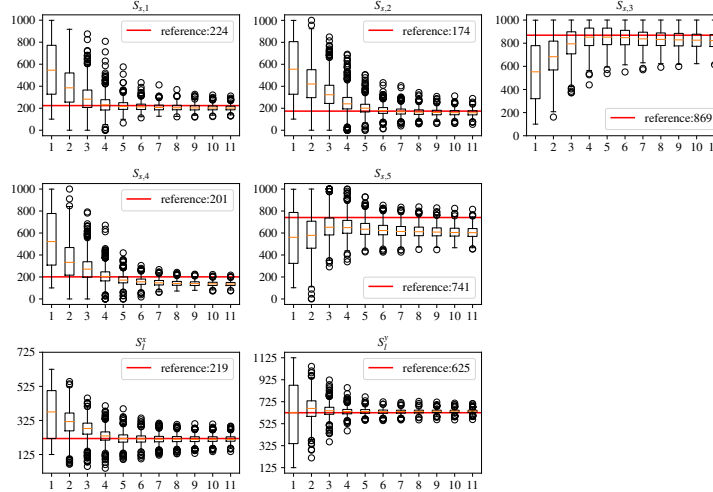 S_{s,1}
1000
800
600
400
200
0
reference:224
1 2 3 4 5 6 7 8 9 10 11
S_{s,2}
1000
800
600
400
200
0
reference:174
1 2 3 4 5 6 7 8 9 10 11
S_{s,3}
1000
800
600
400
200
0
reference:869
1 2 3 4 5 6 7 8 9 10
S_{s,4}
1000
800
600
400
200
0
reference:201
1 2 3 4 5 6 7 8 9 10 11
S_{s,5}
1000
800
600
400
200
0
reference:741
1 2 3 4 5 6 7 8 9 10 11
S_l^x
725
525
325
125
reference:219
1 2 3 4 5 6 7 8 9 10 11
S_l^y
1125
925
725
525
325
125
reference:625
1 2 3 4 5 6 7 8 9 10 11